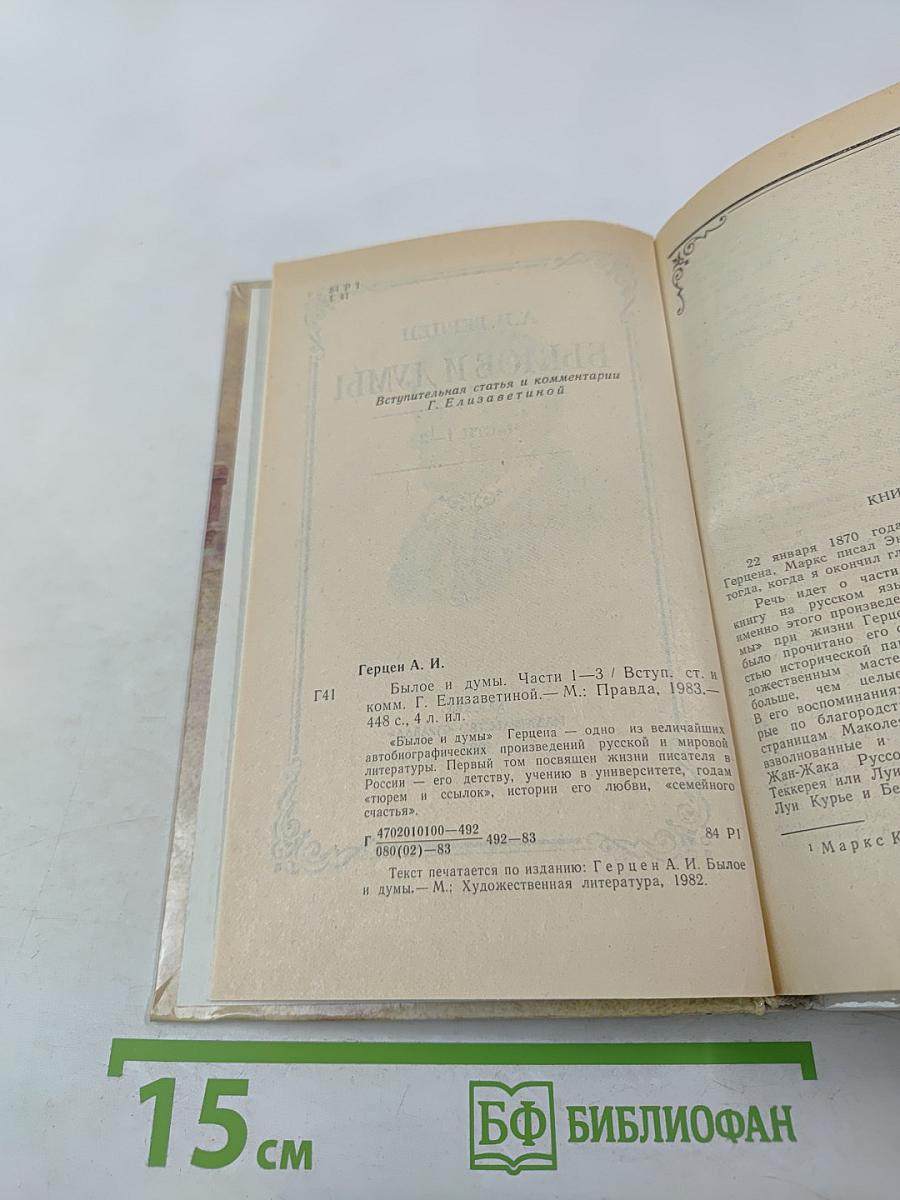 84 Р 1
Г 41
Вступительная статья и комментарии
Г. Елизаветиной
Герцен А. И.
Г41
Былое и думы. Части 1—3 / Вступ. ст. и
комм. Г. Елизаветиной.— М.: Правда, 1983.—
448 с., 4 л. ил.
«Былое и думы» Герцена — одно из величайших
автобиографических произведений русской и мировой
литературы. Первый том посвящен жизни писателя в
России — его детству, учению в университете, годам
«тюрем и ссылок», истории его любви, «семейного
счастья».
Г 4702010100—492
080(02)—83
492—83
84 Р1
Текст печатается по изданию: Герцен А. И. Былое
и думы.— М.; Художественная литература, 1982.
КНИ
22 января 1870 года
Герцена, Маркс писал Эн
тогда, когда я окончил гл
Речь идет о части
книгу на русском язы
именно этого произведе
мы» при жизни Герце
было прочитано его с
стью исторической пам
дожественным масте
больше, чем целые
В его воспоминаниях
рые по благородст
страницам Маколе
взволнованные и
Жан-Жака Руссо
Теккерея или Луи
Луи Курье и Бе
1 Маркс К
15 см
БФ БИБЛИОФАН